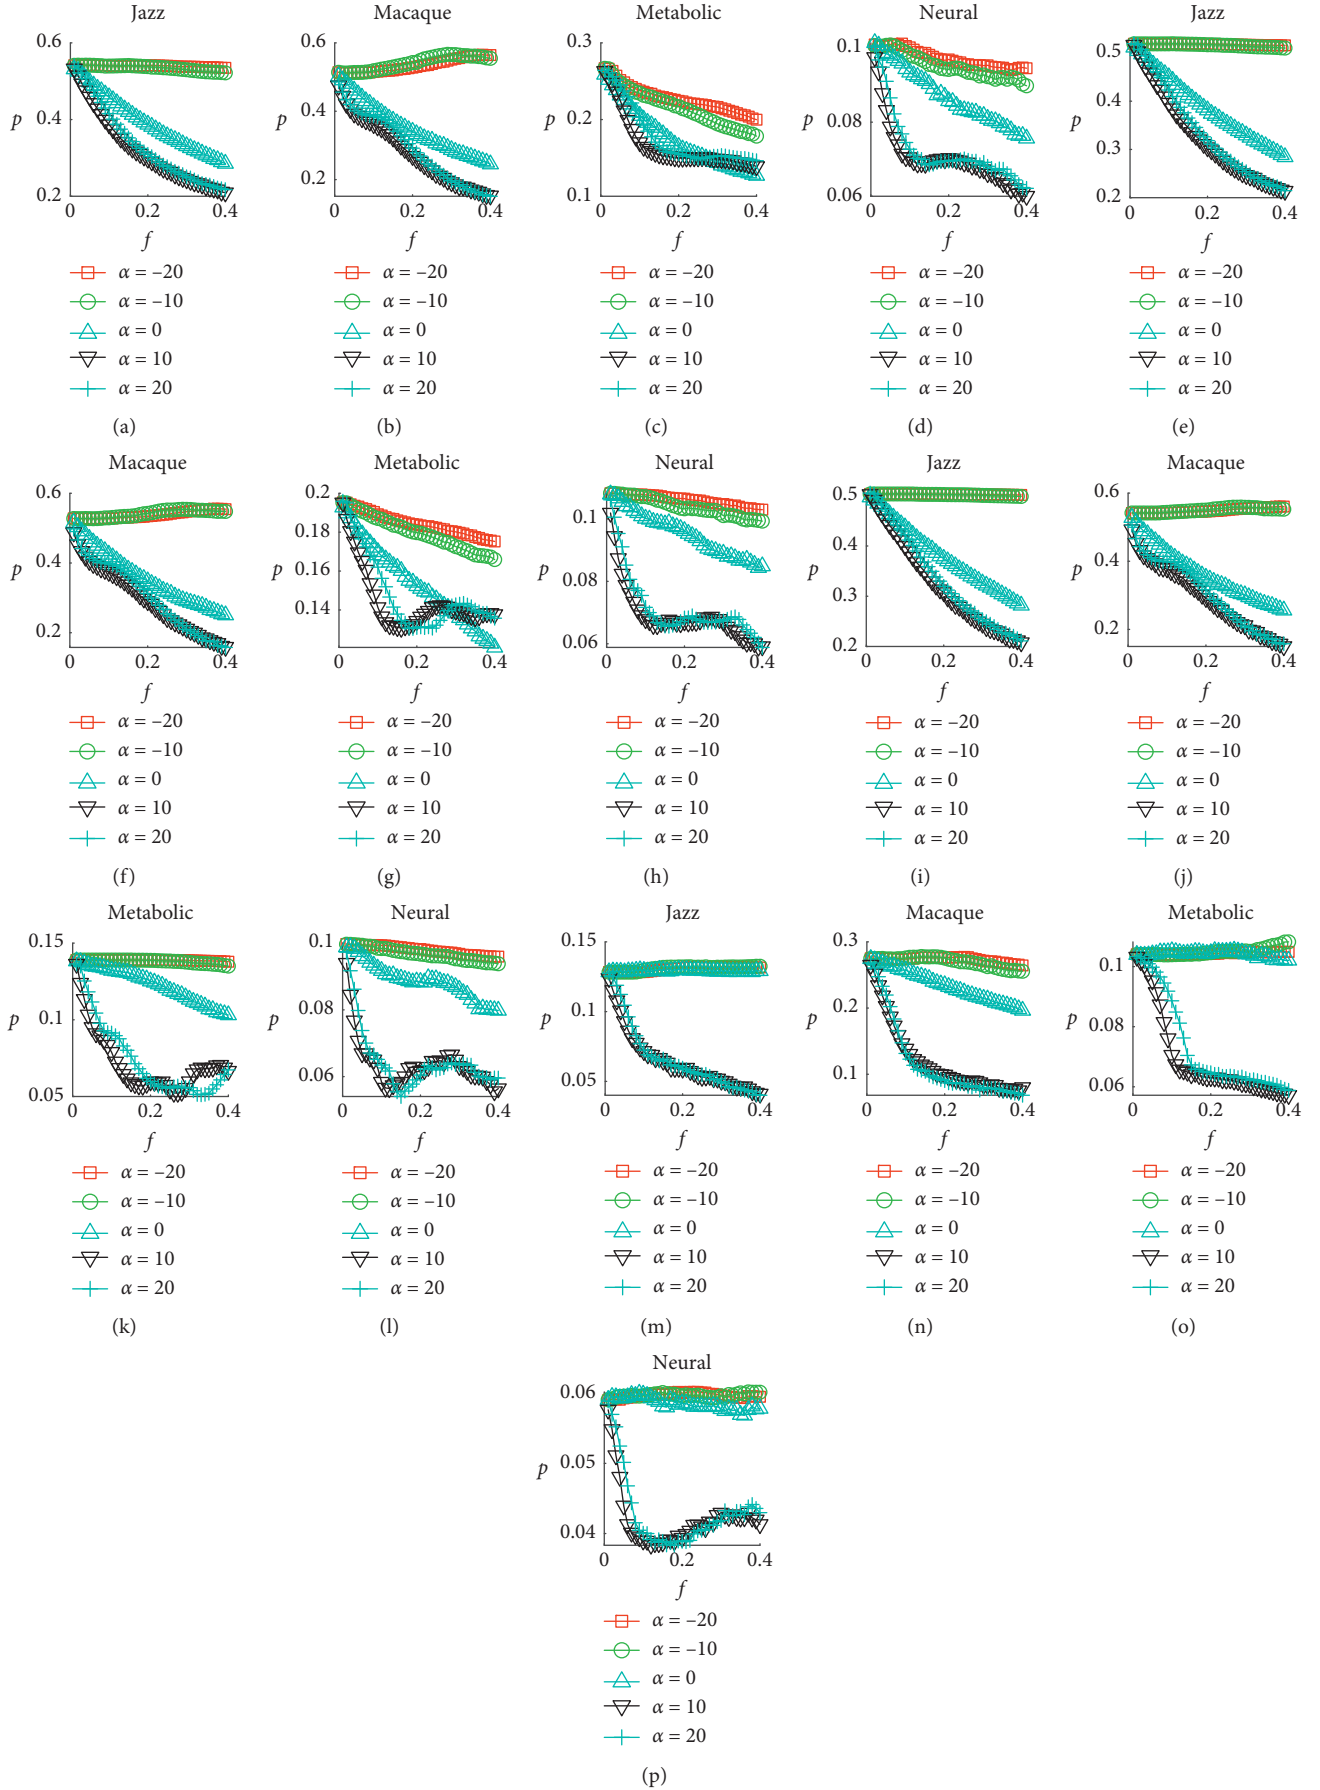 Jazz
0.6
0.4
0.2
p
0 0.2 0.4
f
α = –20
α = –10
α = 0
α = 10
α = 20
(a)
Macaque
0.6
0.4
0.2
p
0 0.2 0.4
f
α = –20
α = –10
α = 0
α = 10
α = 20
(b)
Metabolic
0.3
0.2
0.1
p
0 0.2 0.4
f
α = –20
α = –10
α = 0
α = 10
α = 20
(c)
Neural
0.1
0.08
0.06
p
0 0.2 0.4
f
α = –20
α = –10
α = 0
α = 10
α = 20
(d)
Jazz
0.5
0.4
0.3
0.2
p
0 0.2 0.4
f
α = –20
α = –10
α = 0
α = 10
α = 20
(e)
Macaque
0.6
0.4
0.2
p
0 0.2 0.4
f
α = –20
α = –10
α = 0
α = 10
α = 20
(f)
Metabolic
0.2
0.18
0.16
0.14
p
0 0.2 0.4
f
α = –20
α = –10
α = 0
α = 10
α = 20
(g)
Neural
0.1
0.08
0.06
p
0 0.2 0.4
f
α = –20
α = –10
α = 0
α = 10
α = 20
(h)
Jazz
0.5
0.4
0.3
0.2
p
0 0.2 0.4
f
α = –20
α = –10
α = 0
α = 10
α = 20
(i)
Macaque
0.6
0.4
0.2
p
0 0.2 0.4
f
α = –20
α = –10
α = 0
α = 10
α = 20
(j)
Metabolic
0.15
0.1
0.05
p
0 0.2 0.4
f
α = –20
α = –10
α = 0
α = 10
α = 20
(k)
Neural
0.1
0.08
0.06
p
0 0.2 0.4
f
α = –20
α = –10
α = 0
α = 10
α = 20
(l)
Jazz
0.15
0.1
0.05
p
0 0.2 0.4
f
α = –20
α = –10
α = 0
α = 10
α = 20
(m)
Macaque
0.3
0.2
0.1
p
0 0.2 0.4
f
α = –20
α = –10
α = 0
α = 10
α = 20
(n)
Metabolic
0.1
0.08
0.06
p
0 0.2 0.4
f
α = –20
α = –10
α = 0
α = 10
α = 20
(o)
Neural
0.06
0.05
0.04
p
0 0.2 0.4
f
α = –20
α = –10
α = 0
α = 10
α = 20
(p)